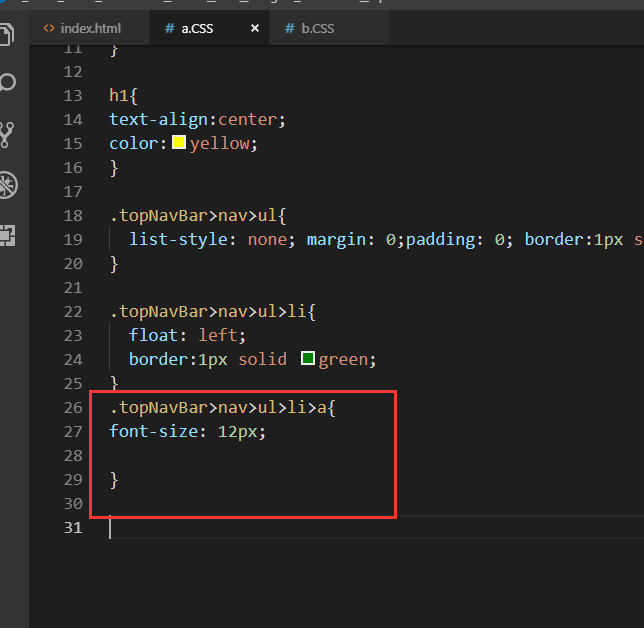 index.html
# a.CSS ×
# b.CSS
11 }
12
13 h1{
14 text-align:center;
15 color: yellow;
16 }
17
18 .topNavBar>nav>ul{
19 list-style: none; margin: 0;padding: 0; border:1px s
20 }
21
22 .topNavBar>nav>ul>li{
23 float: left;
24 border:1px solid green;
25 }
26 .topNavBar>nav>ul>li>a{
27 font-size: 12px;
28
29 }
30
31